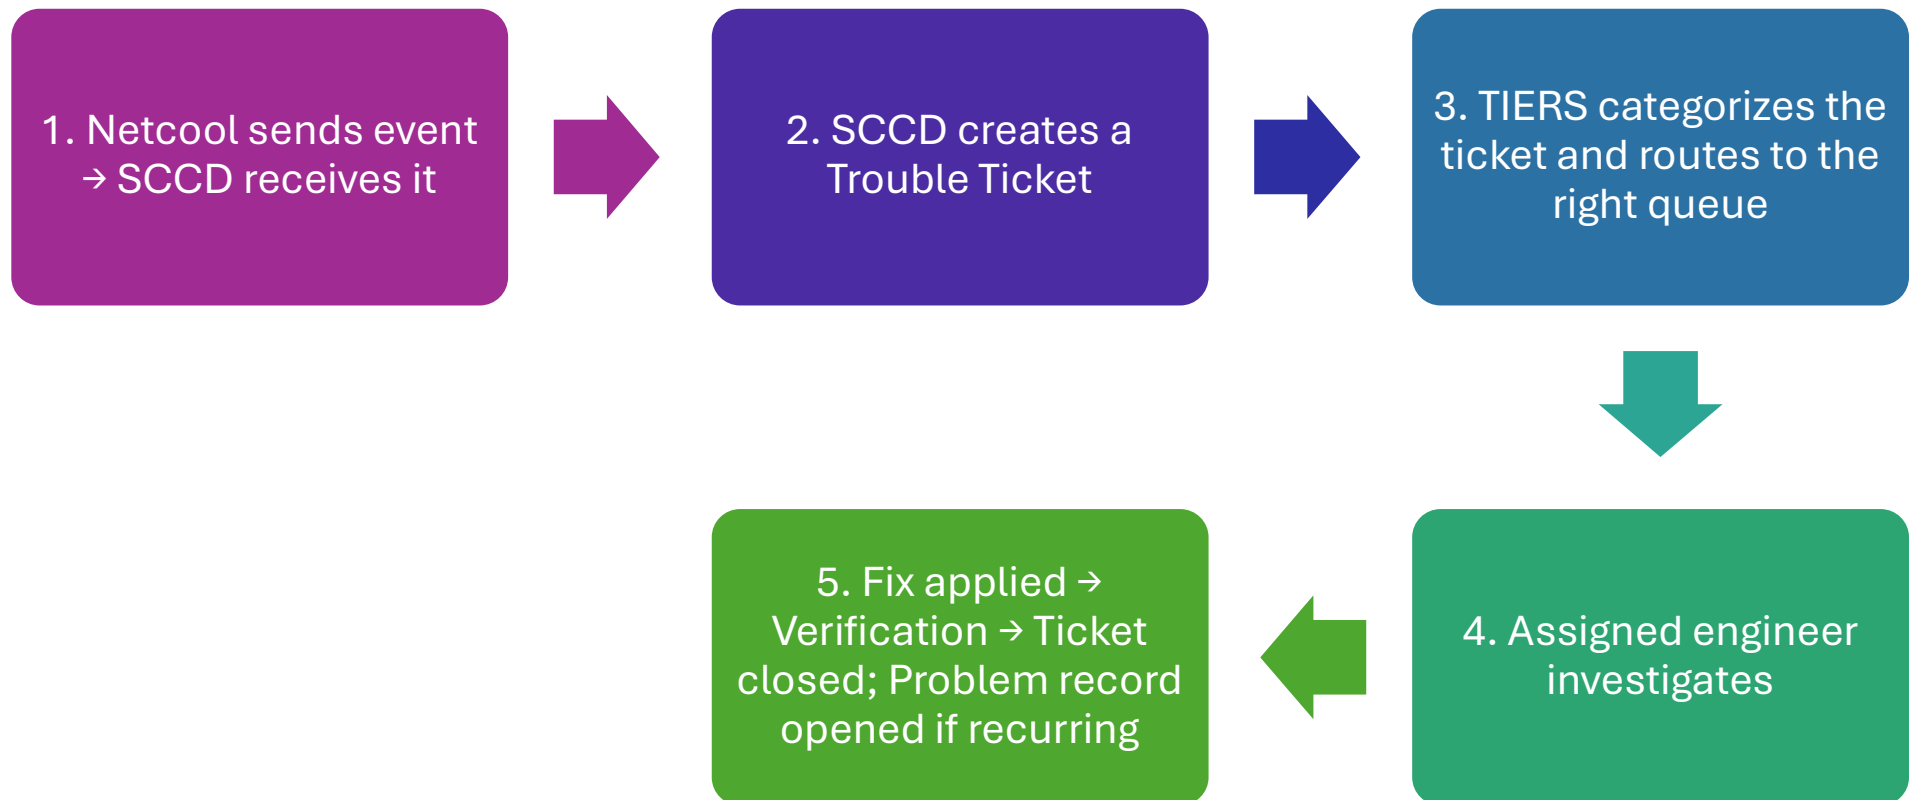 1. Netcool sends event
→ SCCD receives it
2. SCCD creates a
Trouble Ticket
3. TIERS categorizes the
ticket and routes to the
right queue
4. Assigned engineer
investigates
5. Fix applied →
Verification → Ticket
closed; Problem record
opened if recurring